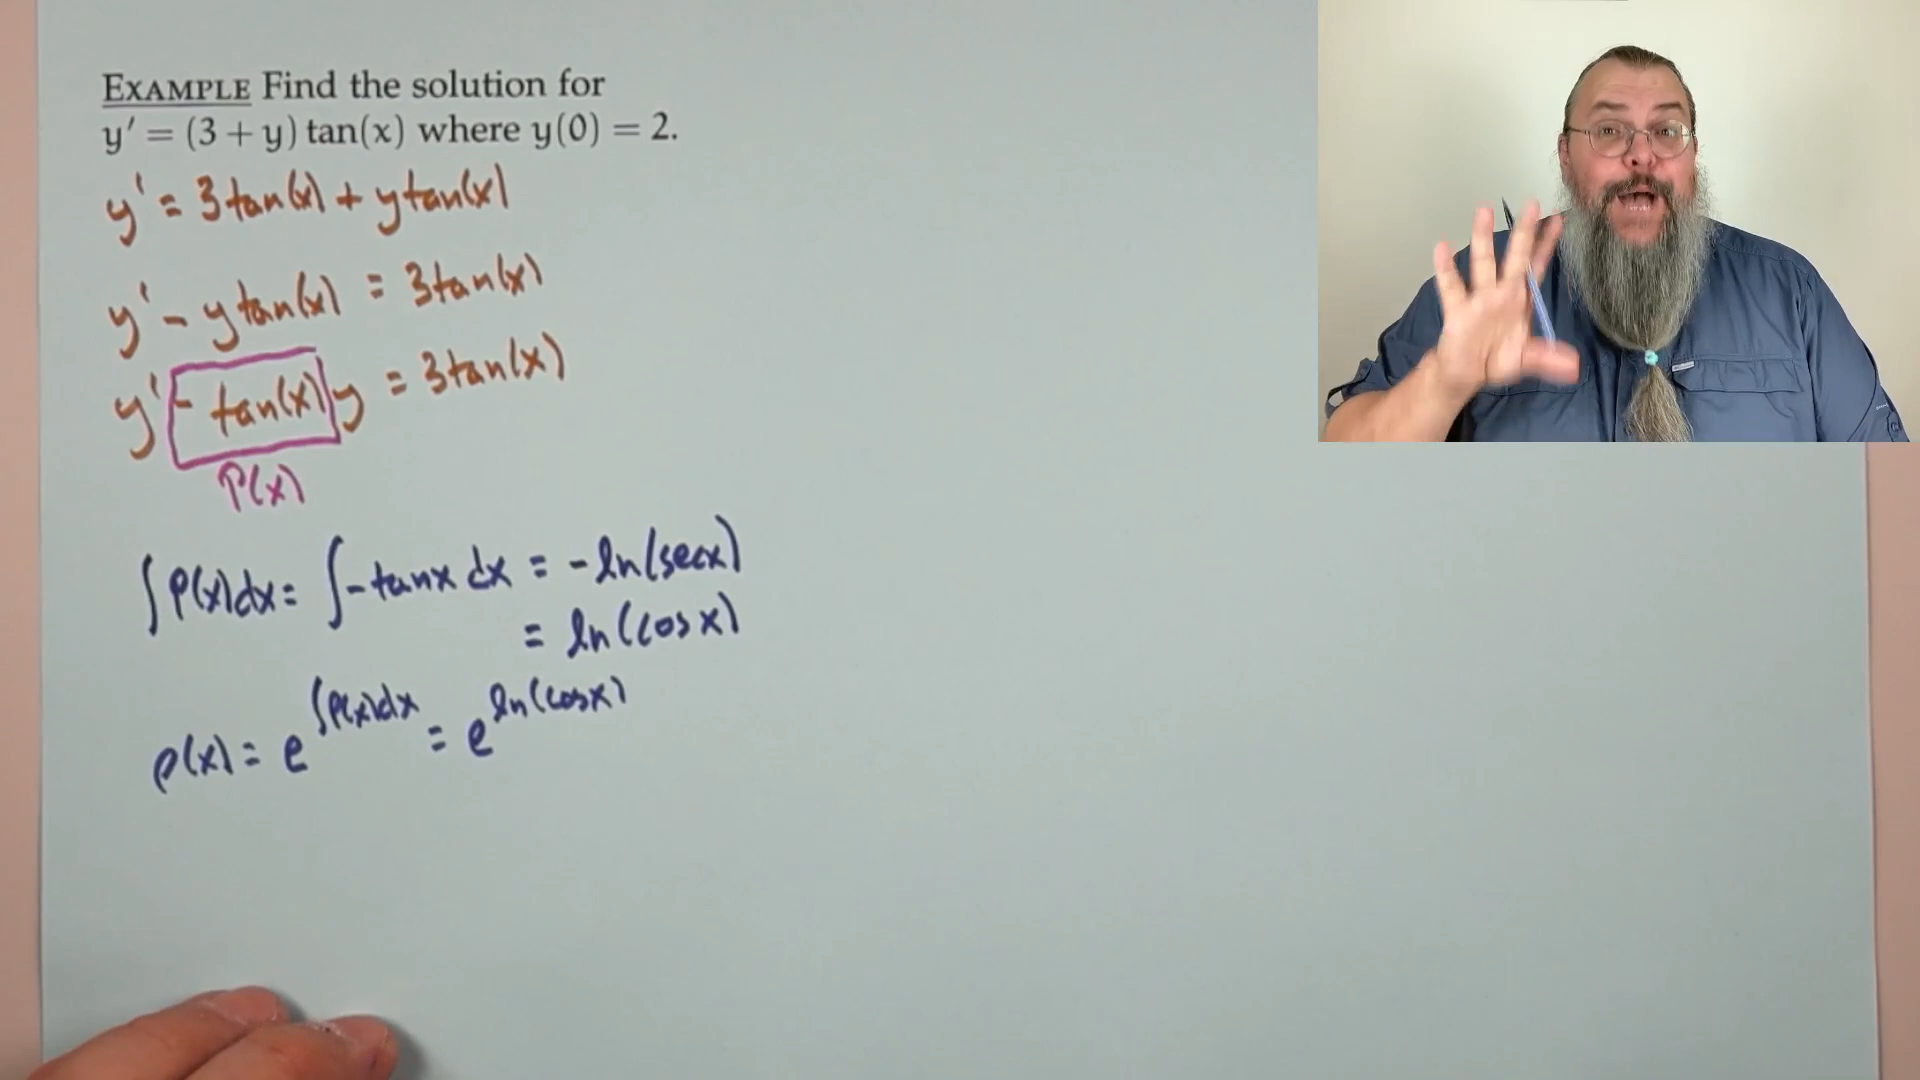 EXAMPLE Find the solution for
y′ = (3 + y) tan(x) where y(0) = 2.
y' = 3tan(x) + ytan(x)
y' - ytan(x) = 3tan(x)
y' - tan(x) y = 3tan(x)
P(x)
∫P(x)dx = ∫-tanx dx = -ln(secx)
= ln(cosx)
ρ(x) = e^∫P(x)dx = e^ln(cosx)